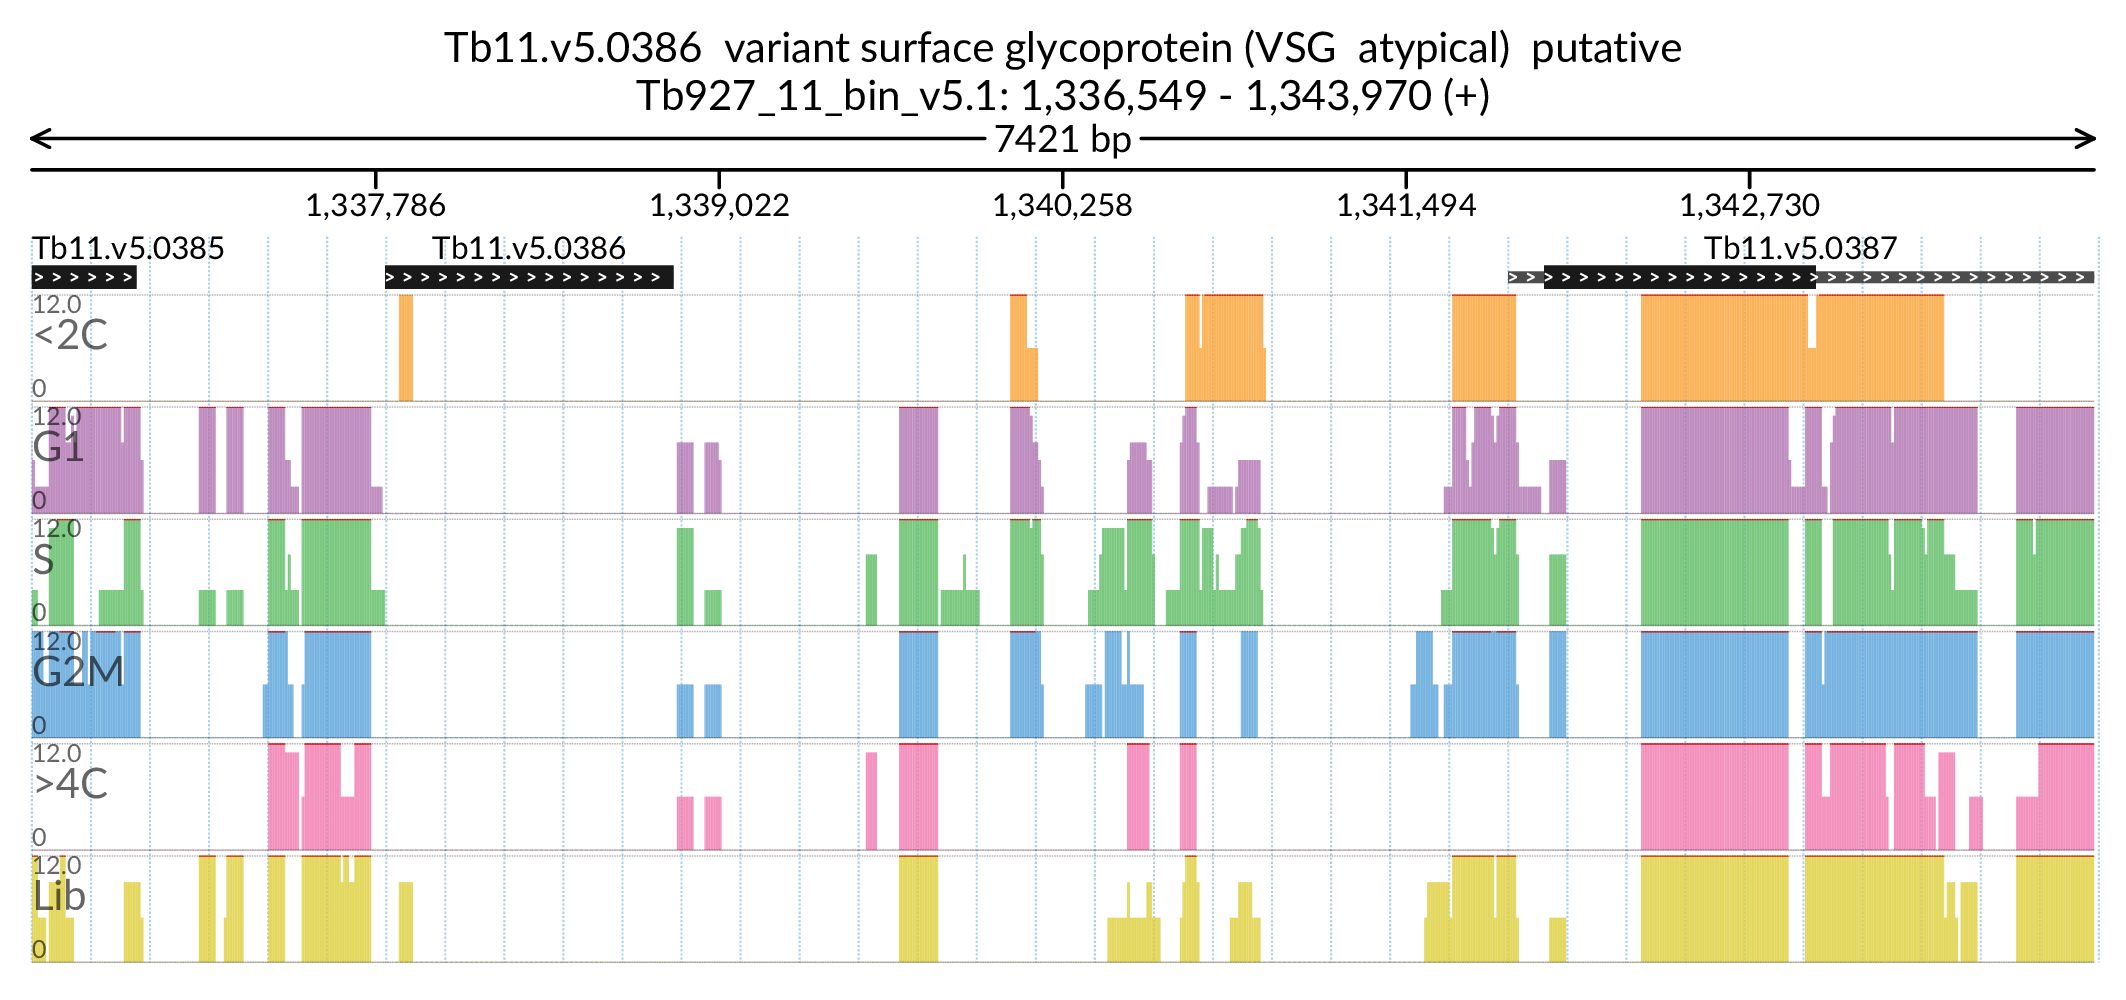 Tb11.v5.0386 variant surface glycoprotein (VSG atypical) putative
Tb927_11_bin_v5.1: 1,336,549 - 1,343,970 (+)
7421 bp
1,337,786 1,339,022 1,340,258 1,341,494 1,342,730
Tb11.v5.0385 Tb11.v5.0386 Tb11.v5.0387
12.0
<2C
0
12.0
G1
0
12.0
S
0
12.0
G2M
0
12.0
>4C
0
12.0
Lib
0